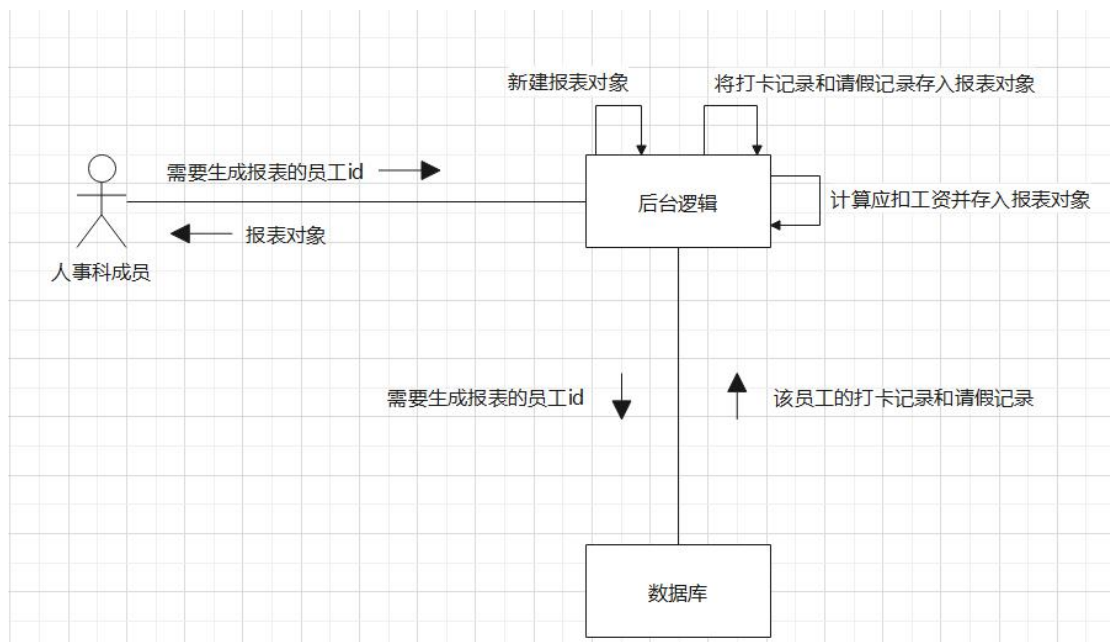 新建报表对象
将打卡记录和请假记录存入报表对象
需要生成报表的员工id
后台逻辑
计算应扣工资并存入报表对象
报表对象
人事科成员
需要生成报表的员工id
该员工的打卡记录和请假记录
数据库